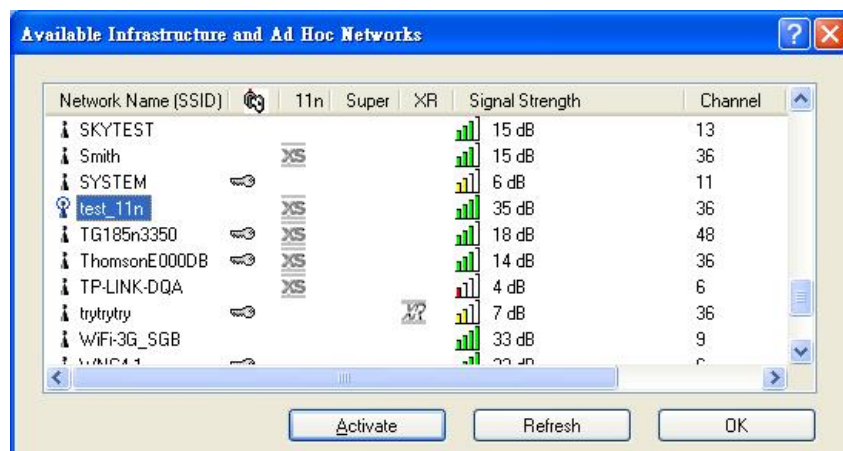 Available Infrastructure and Ad Hoc Networks
Network Name (SSID) 11n Super XR Signal Strength Channel
SKYTEST 15 dB 13
Smith XS 15 dB 36
SYSTEM 6 dB 11
test_11n XS 35 dB 36
TG185n3350 XS 18 dB 48
ThomsonE000DB XS 14 dB 36
TP-LINK-DQA XS 4 dB 6
trytrytry XR 7 dB 36
WiFi-3G_SGB 33 dB 9
Activate Refresh OK